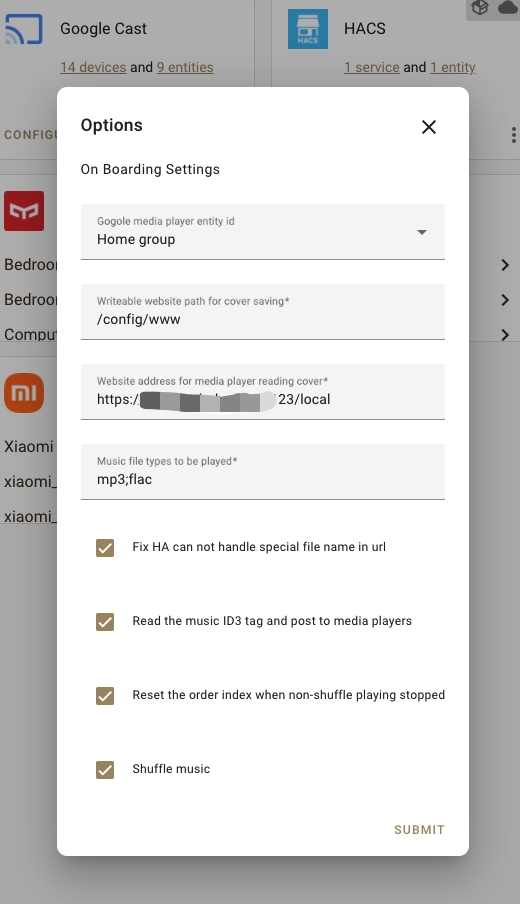 Google Cast
HACS
HACS
14 devices and 9 entities
1 service and 1 entity
CONFIGU
Options
On Boarding Settings
Gogole media player entity id
Home group
Bedroo
Writeable website path for cover saving*
Bedroo
/config/www
Comput
Website address for media player reading cover*
https:/ 23/local
mi
Xiaomi
Music file types to be played*
xiaomi_
mp3;flac
xiaomi_
Fix HA can not handle special file name in url
Read the music ID3 tag and post to media players
Reset the order index when non-shuffle playing stopped
Shuffle music
SUBMIT